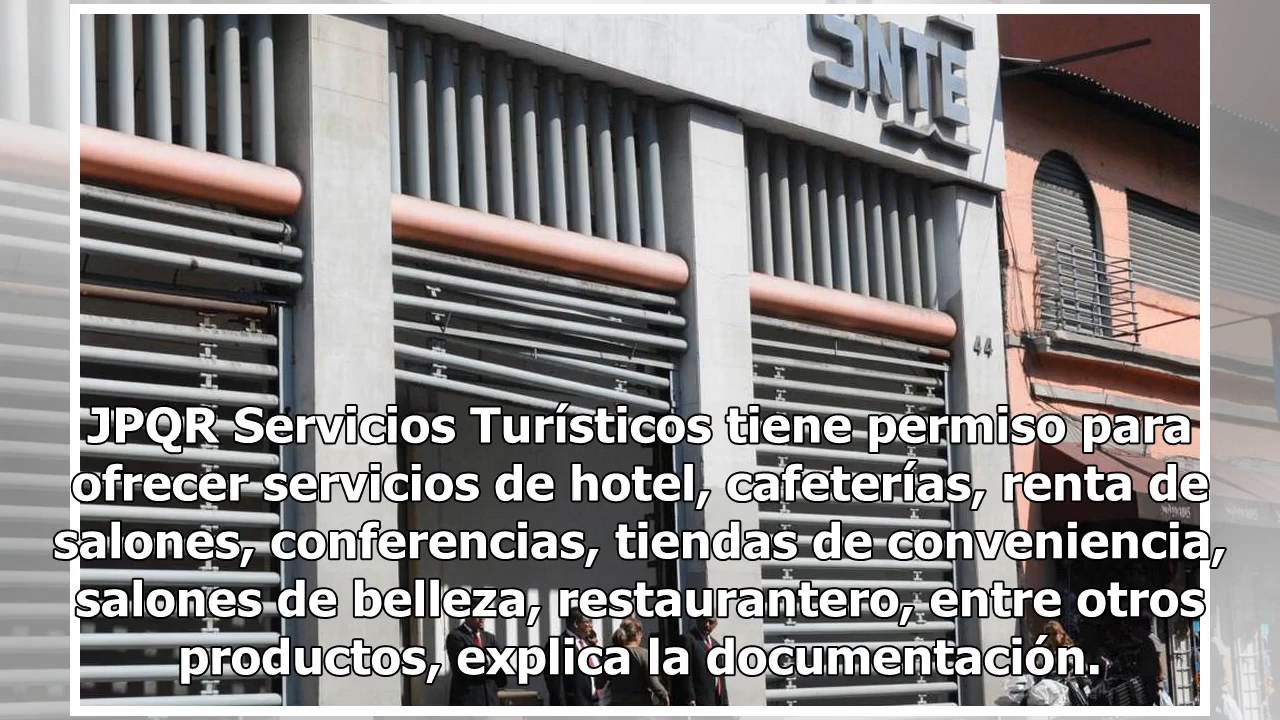 SNTE
44
JPQR Servicios Turísticos tiene permiso para
ofrecer servicios de hotel, cafeterías, renta de
salones, conferencias, tiendas de conveniencia,
salones de belleza, restaurantero, entre otros
productos, explica la documentación.